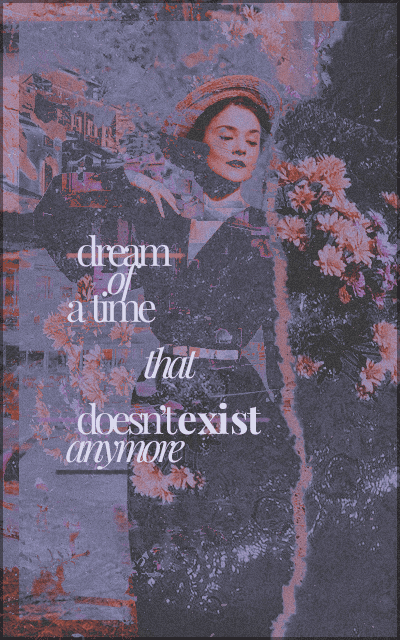 dream
of
a time
that
doesn't exist
anymore